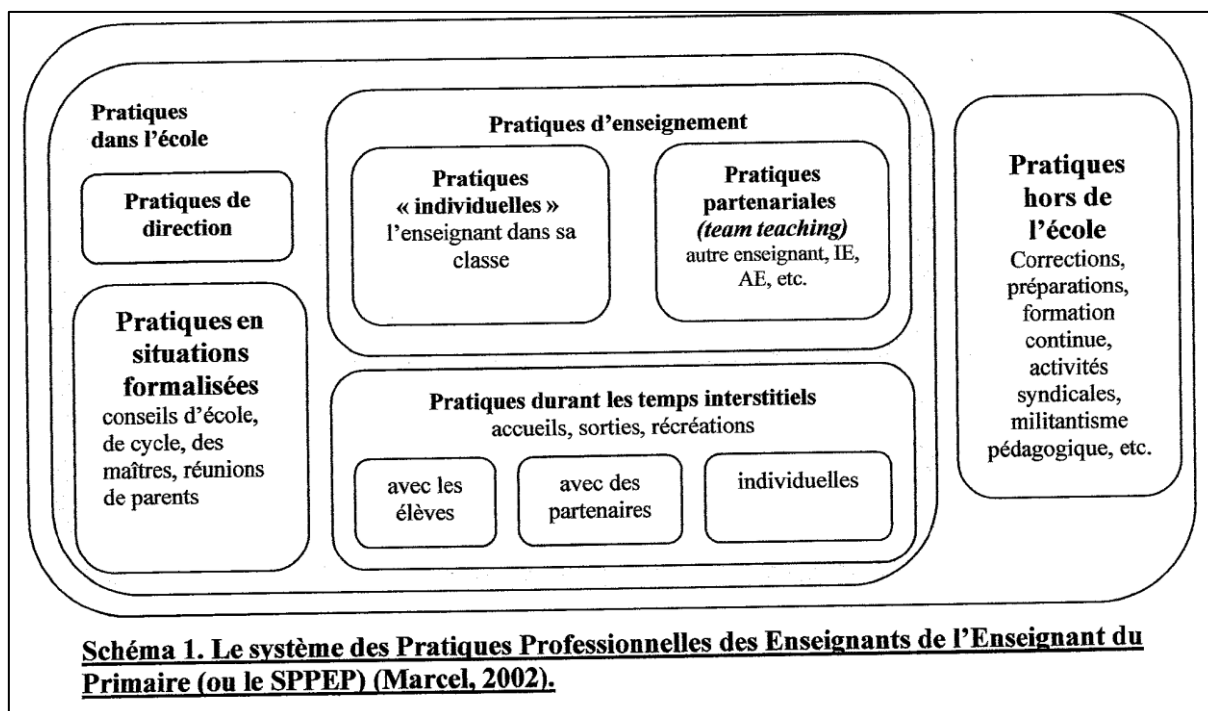 Pratiques
dans l'école
Pratiques de
direction
Pratiques en
situations
formalisées
conseils d'école,
de cycle, des
maîtres, réunions
de parents
Pratiques d'enseignement
Pratiques
« individuelles »
l'enseignant dans sa
classe
Pratiques
partenariales
(team teaching)
autre enseignant, IE,
AE, etc.
Pratiques durant les temps interstitiels
accueils, sorties, récréations
avec les
élèves
avec des
partenaires
individuelles
Pratiques
hors de
l'école
Corrections,
préparations,
formation
continue,
activités
syndicales,
militantisme
pédagogique, etc.
Schéma 1. Le système des Pratiques Professionnelles des Enseignants de l'Enseignant du
Primaire (ou le SPPEP) (Marcel, 2002).